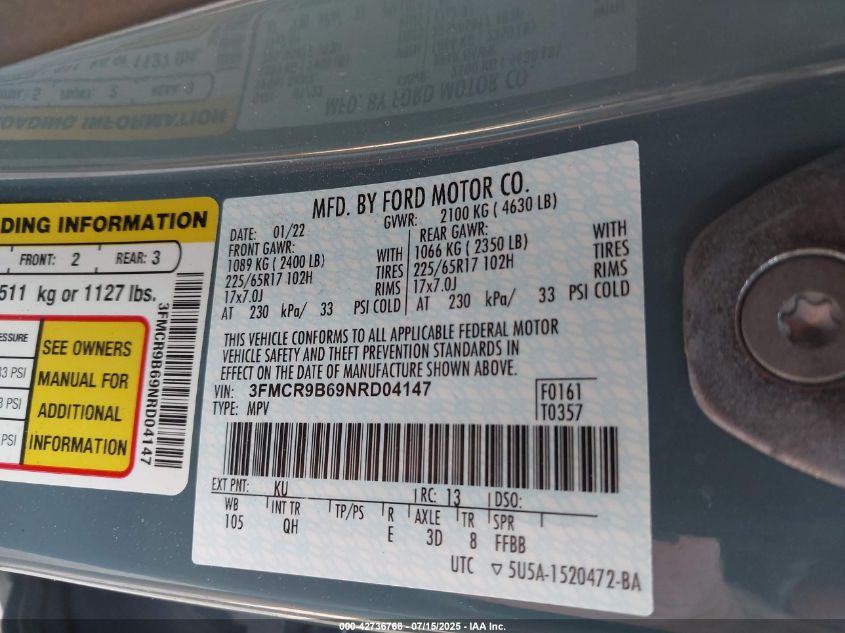 DING INFORMATION
FRONT: 2 REAR: 3
511 kg or 1127 lbs.
ESSURE
SEE OWNERS
MANUAL FOR
ADDITIONAL
INFORMATION
33 PSI
3 PSI
PSI
3FMCR9B69NRD04147
MFD. BY FORD MOTOR CO.
DATE: 01/22 GVWR: 2100 KG ( 4630 LB)
FRONT GAWR: REAR GAWR:
1089 KG ( 2400 LB) WITH 1066 KG ( 2350 LB) WITH
225/65R17 102H TIRES 225/65R17 102H TIRES
17x7.0J RIMS 17x7.0J RIMS
AT 230 kPa/ 33 PSI COLD AT 230 kPa/ 33 PSI COLD
THIS VEHICLE CONFORMS TO ALL APPLICABLE FEDERAL MOTOR
VEHICLE SAFETY AND THEFT PREVENTION STANDARDS IN
EFFECT ON THE DATE OF MANUFACTURE SHOWN ABOVE.
VIN: 3FMCR9B69NRD04147 F0161
TYPE: MPV T0357
EXT PNT: KU RC: 13 DSO:
WB INT TR TP/PS R AXLE TR SPR
105 QH E 3D 8 FFBB
UTC ▽ 5U5A-1520472-BA
000-42736768 - 07/15/2025 - IAA Inc.